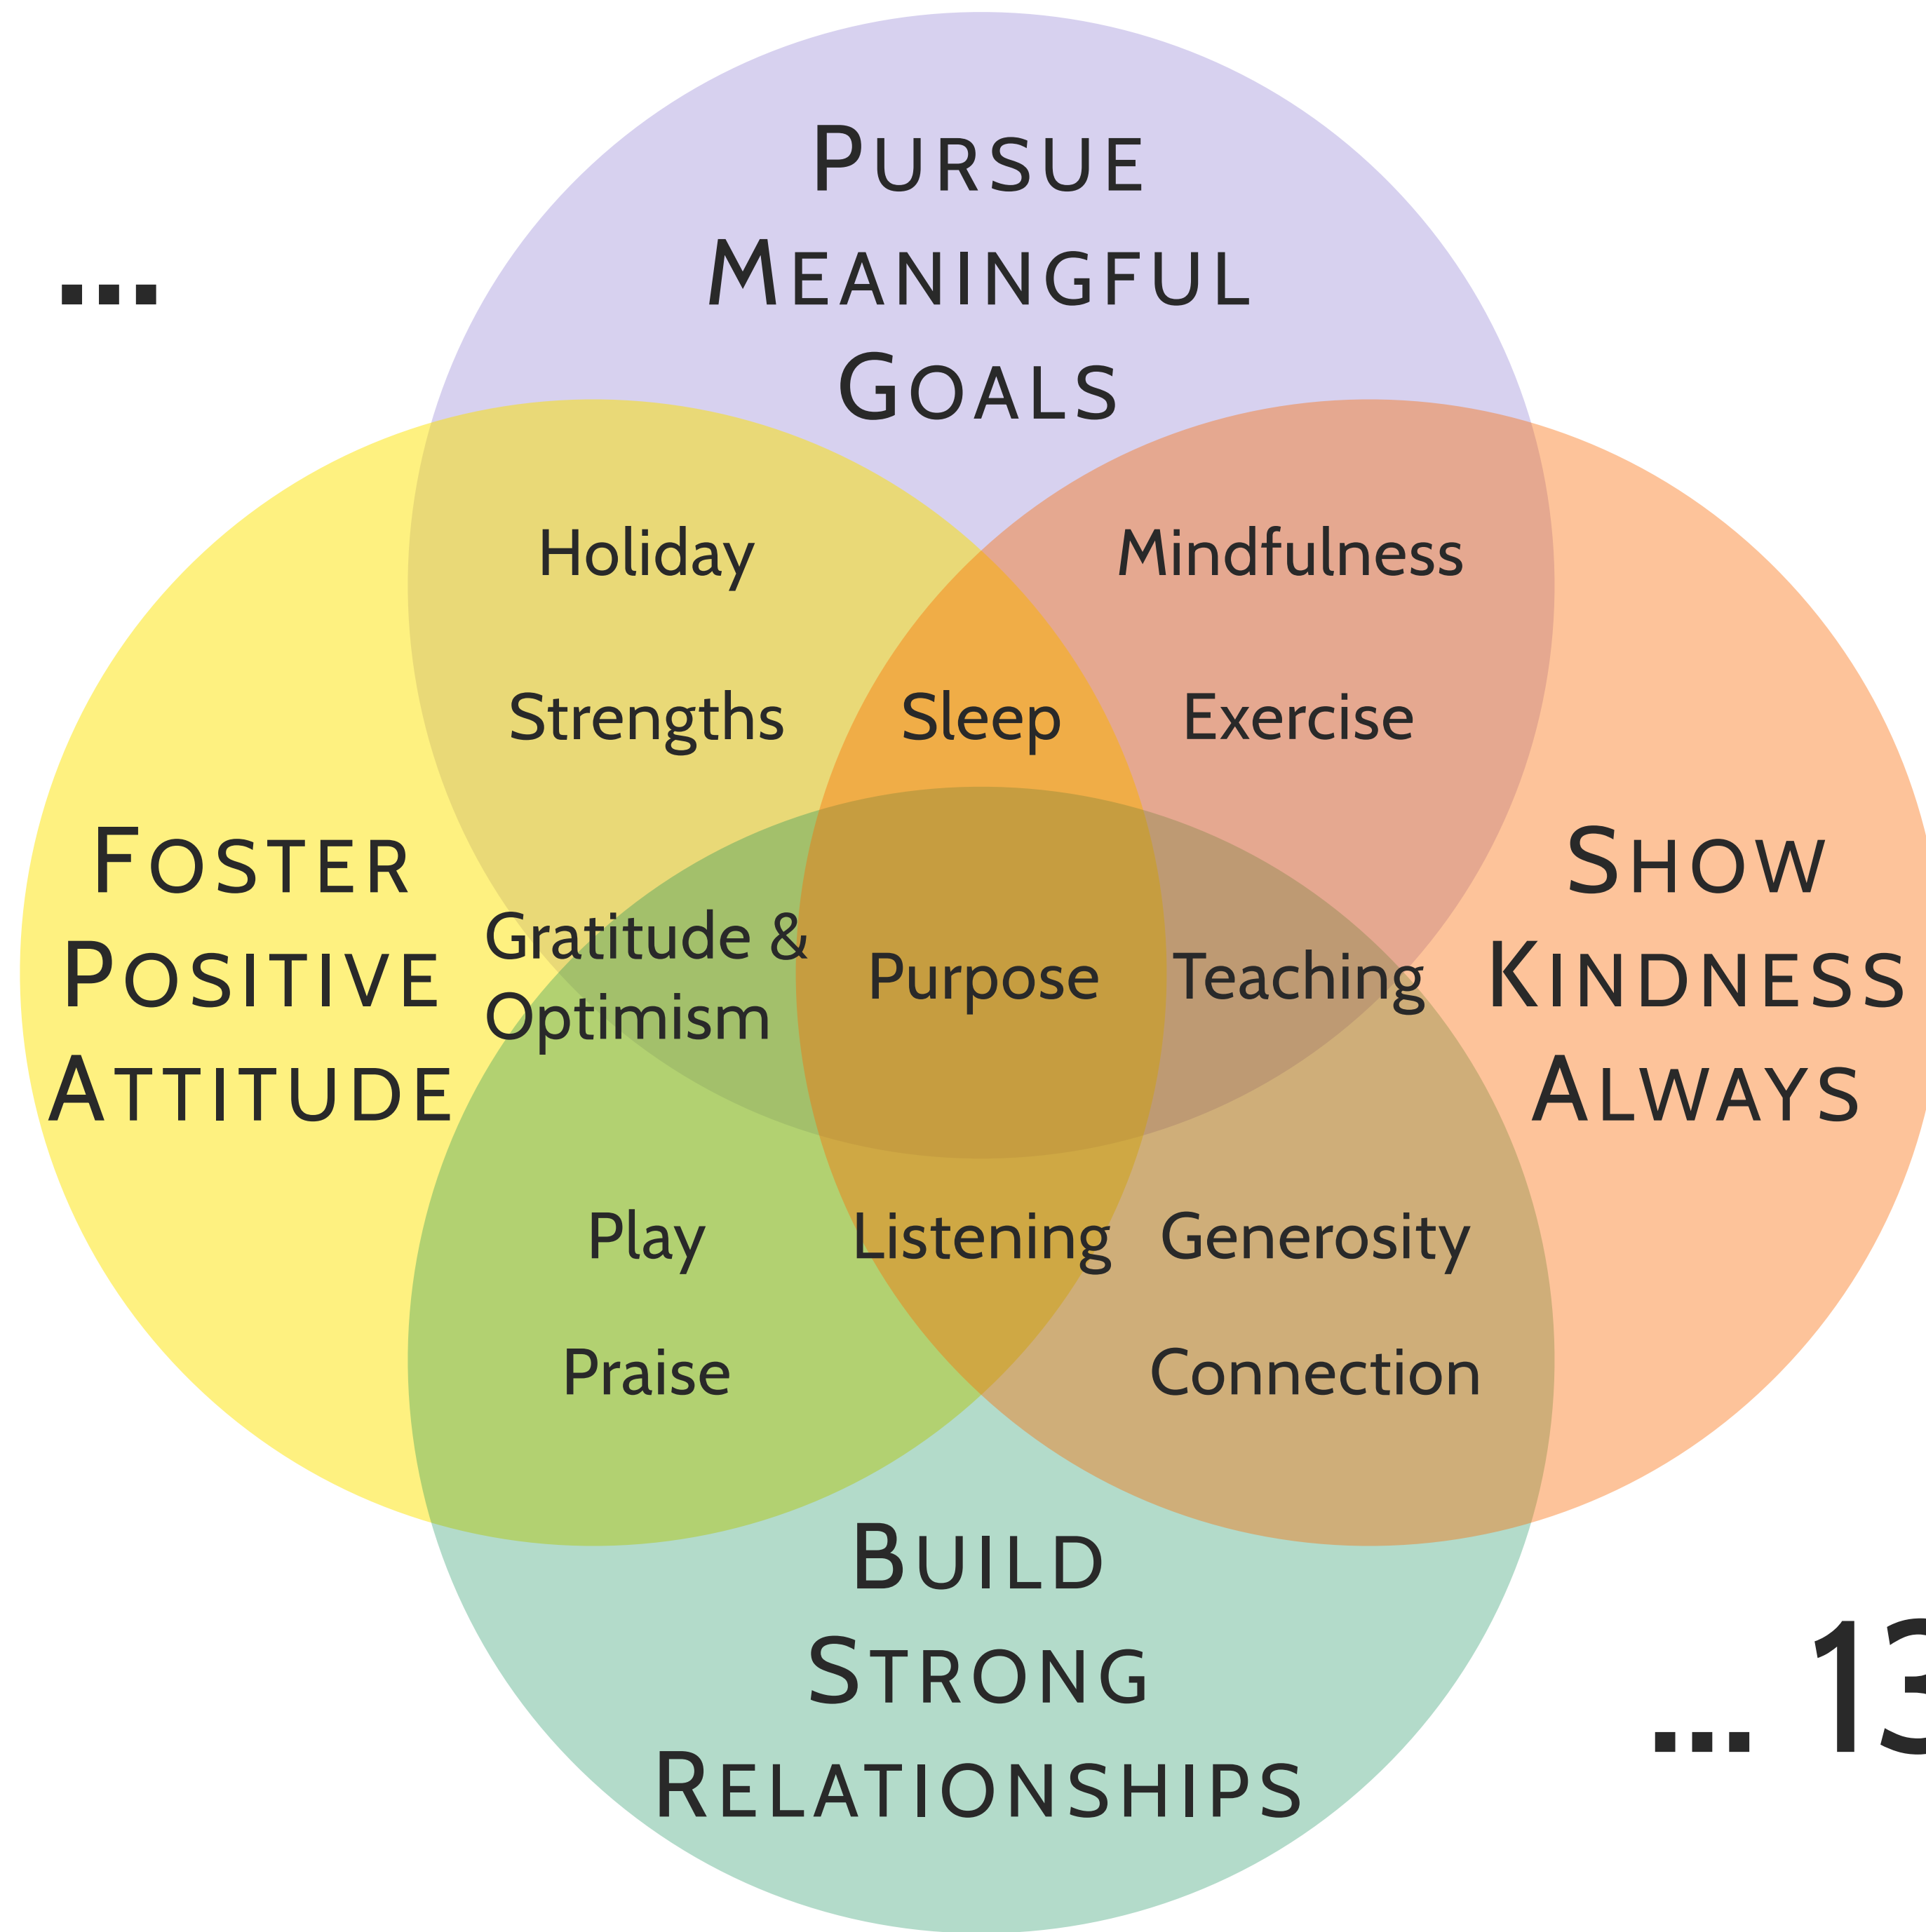 PURSUE
MEANINGFUL
GOALS
...
Holiday
Mindfulness
Strengths
Sleep
Exercise
FOSTER
POSITIVE
ATTITUDE
Gratitude &
Optimism
Purpose
Teaching
SHOW
KINDNESS
ALWAYS
Play
Listening
Generosity
Praise
Connection
BUILD
STRONG
RELATIONSHIPS
... 13